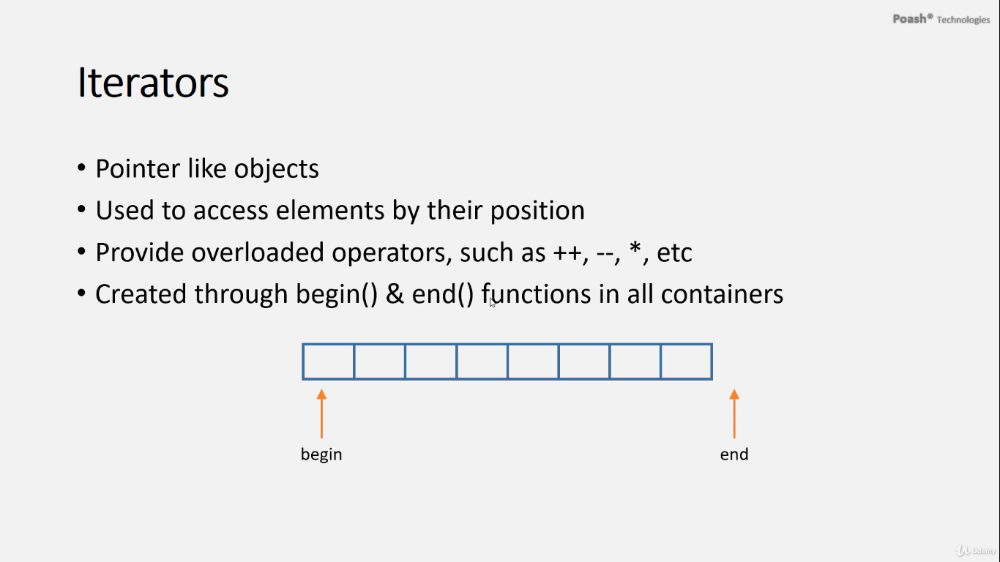 Poash® Technologies
Iterators
• Pointer like objects
• Used to access elements by their position
• Provide overloaded operators, such as ++, --, *, etc
• Created through begin() & end() functions in all containers
begin end
Udemy